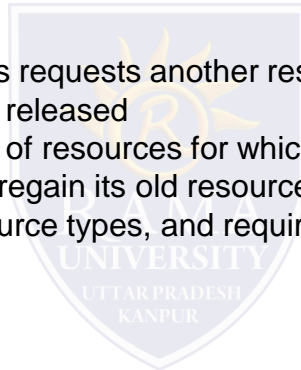 s requests another res
released
of resources for which
regain its old resource
urce types, and requir
RAMA
UNIVERSITY
UTTAR PRADESH
KANPUR